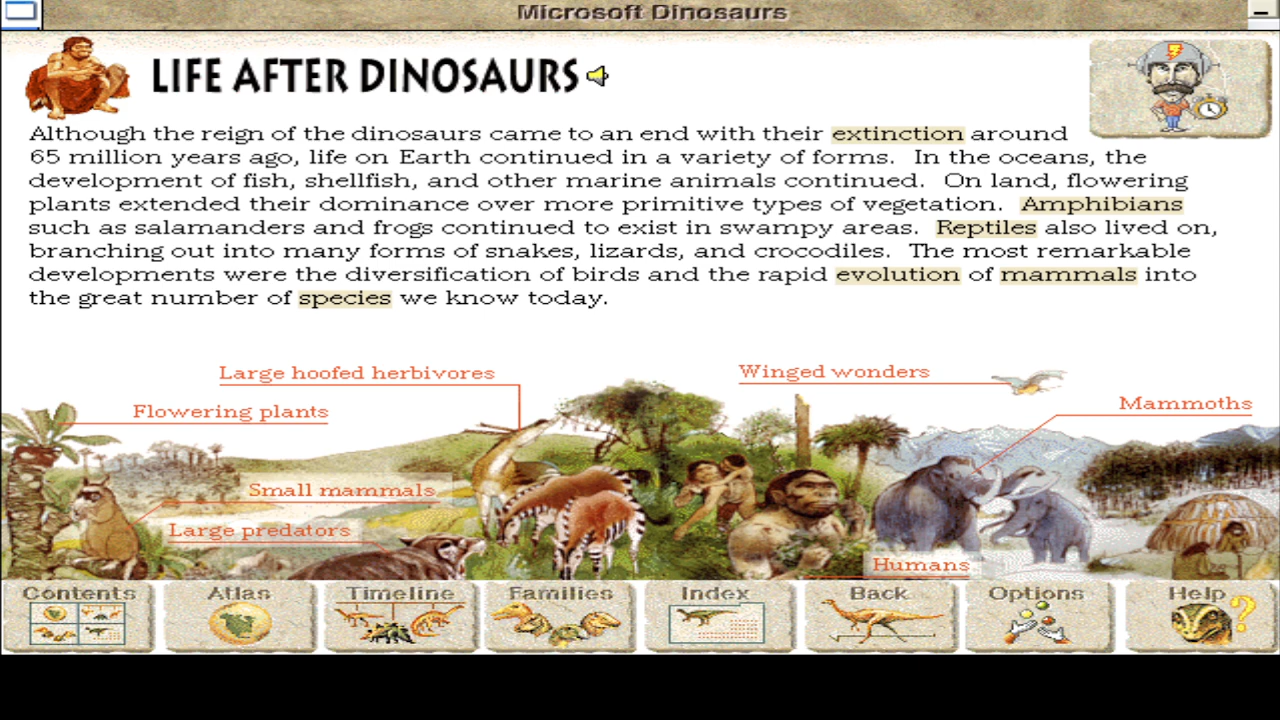 Microsoft Dinosaurs
LIFE AFTER DINOSAURS
Although the reign of the dinosaurs came to an end with their extinction around
65 million years ago, life on Earth continued in a variety of forms. In the oceans, the
development of fish, shellfish, and other marine animals continued. On land, flowering
plants extended their dominance over more primitive types of vegetation. Amphibians
such as salamanders and frogs continued to exist in swampy areas. Reptiles also lived on,
branching out into many forms of snakes, lizards, and crocodiles. The most remarkable
developments were the diversification of birds and the rapid evolution of mammals into
the great number of species we know today.
Large hoofed herbivores
Winged wonders
Mammoths
Flowering plants
Small mammals
Large predators
Humans
Contents
Atlas
Timeline
Families
Index
Back
Options
Help
?